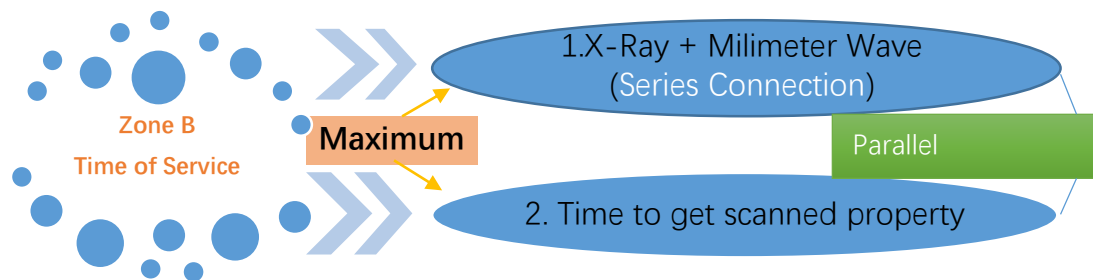 Zone B
Time of Service
Maximum
1.X-Ray + Milimeter Wave
(Series Connection)
Parallel
2. Time to get scanned property